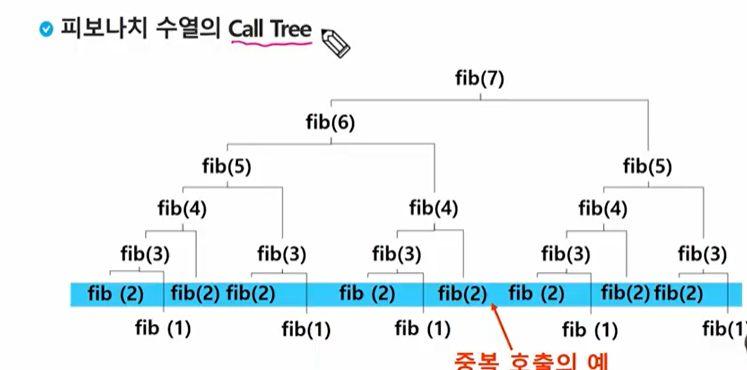 피보나치 수열의 Call Tree
fib(7)
fib(6)
fib(5) fib(5)
fib(4) fib(4) fib(4)
fib(3) fib(3) fib(3) fib(3) fib(3)
fib (2) fib(2) fib(2) fib (2) fib(2) fib (2) fib(2) fib(2)
fib (1) fib(1) fib (1) fib (1) fib(1)
중복 호출의 예